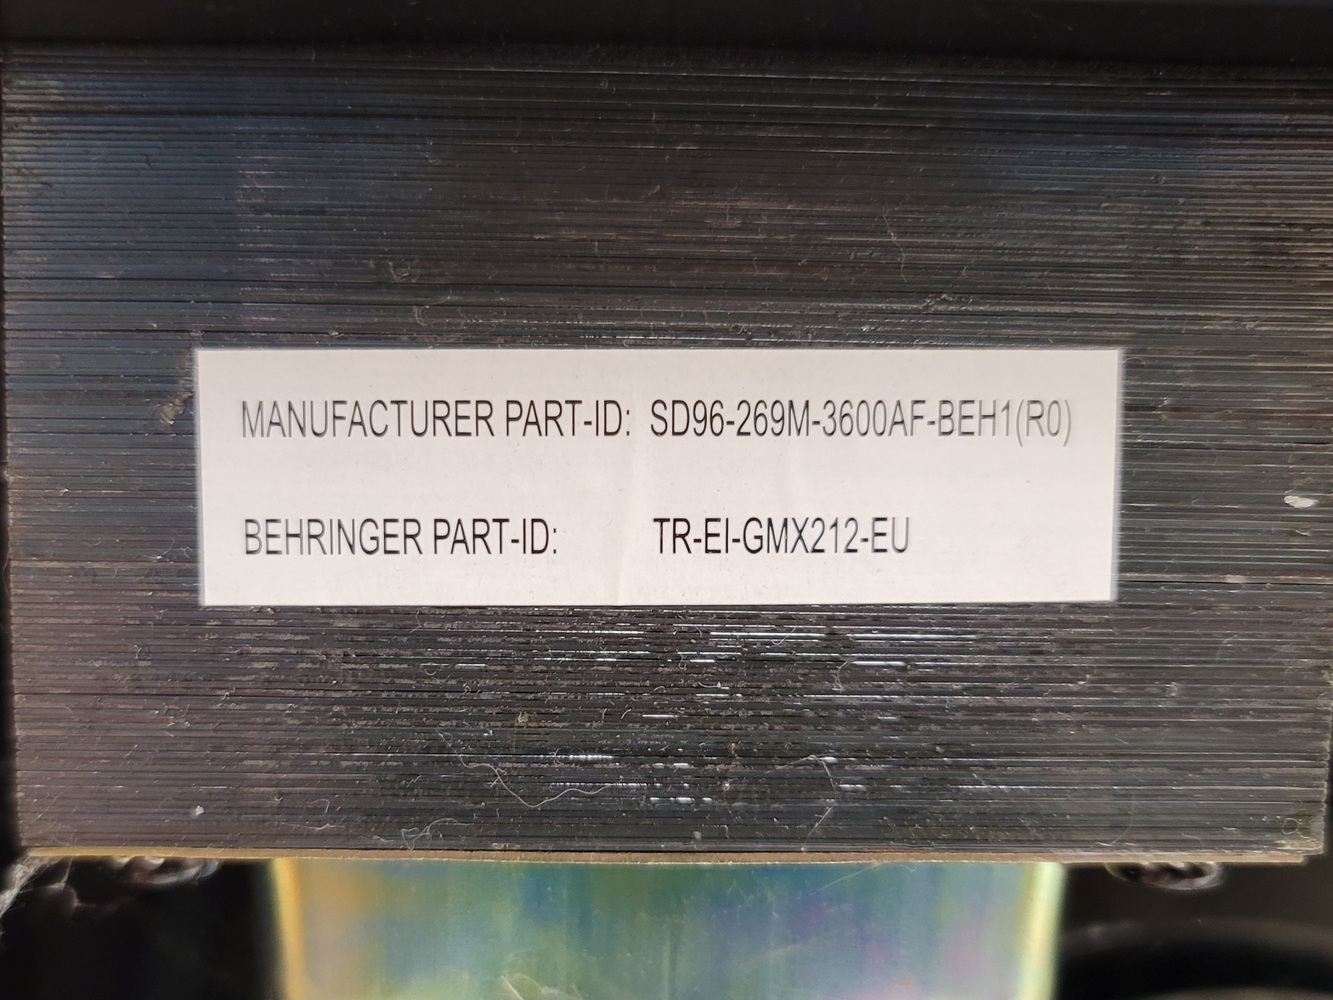 MANUFACTURER PART-ID: SD96-269M-3600AF-BEH1(R0)
BEHRINGER PART-ID: TR-EI-GMX212-EU